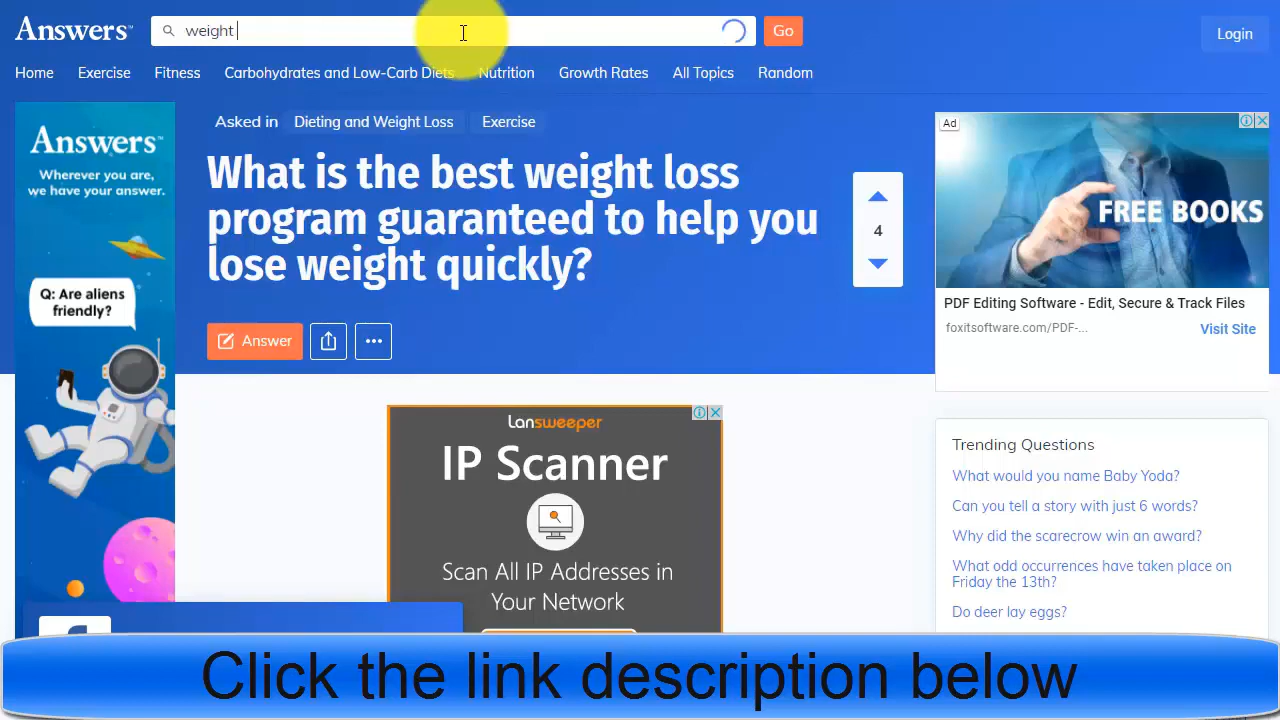 Answers™
weight
Go
Login
Home Exercise Fitness Carbohydrates and Low-Carb Diets Nutrition Growth Rates All Topics Random
Answers™
Wherever you are,
we have your answer.
Q: Are aliens
friendly?
Asked in Dieting and Weight Loss Exercise
What is the best weight loss
program guaranteed to help you
lose weight quickly?
4
Answer
Ad
FREE BOOKS
PDF Editing Software - Edit, Secure & Track Files
foxitsoftware.com/PDF-...
Visit Site
Lansweeper
IP Scanner
Scan All IP Addresses in
Your Network
Trending Questions
What would you name Baby Yoda?
Can you tell a story with just 6 words?
Why did the scarecrow win an award?
What odd occurrences have taken place on
Friday the 13th?
Do deer lay eggs?
Click the link description below